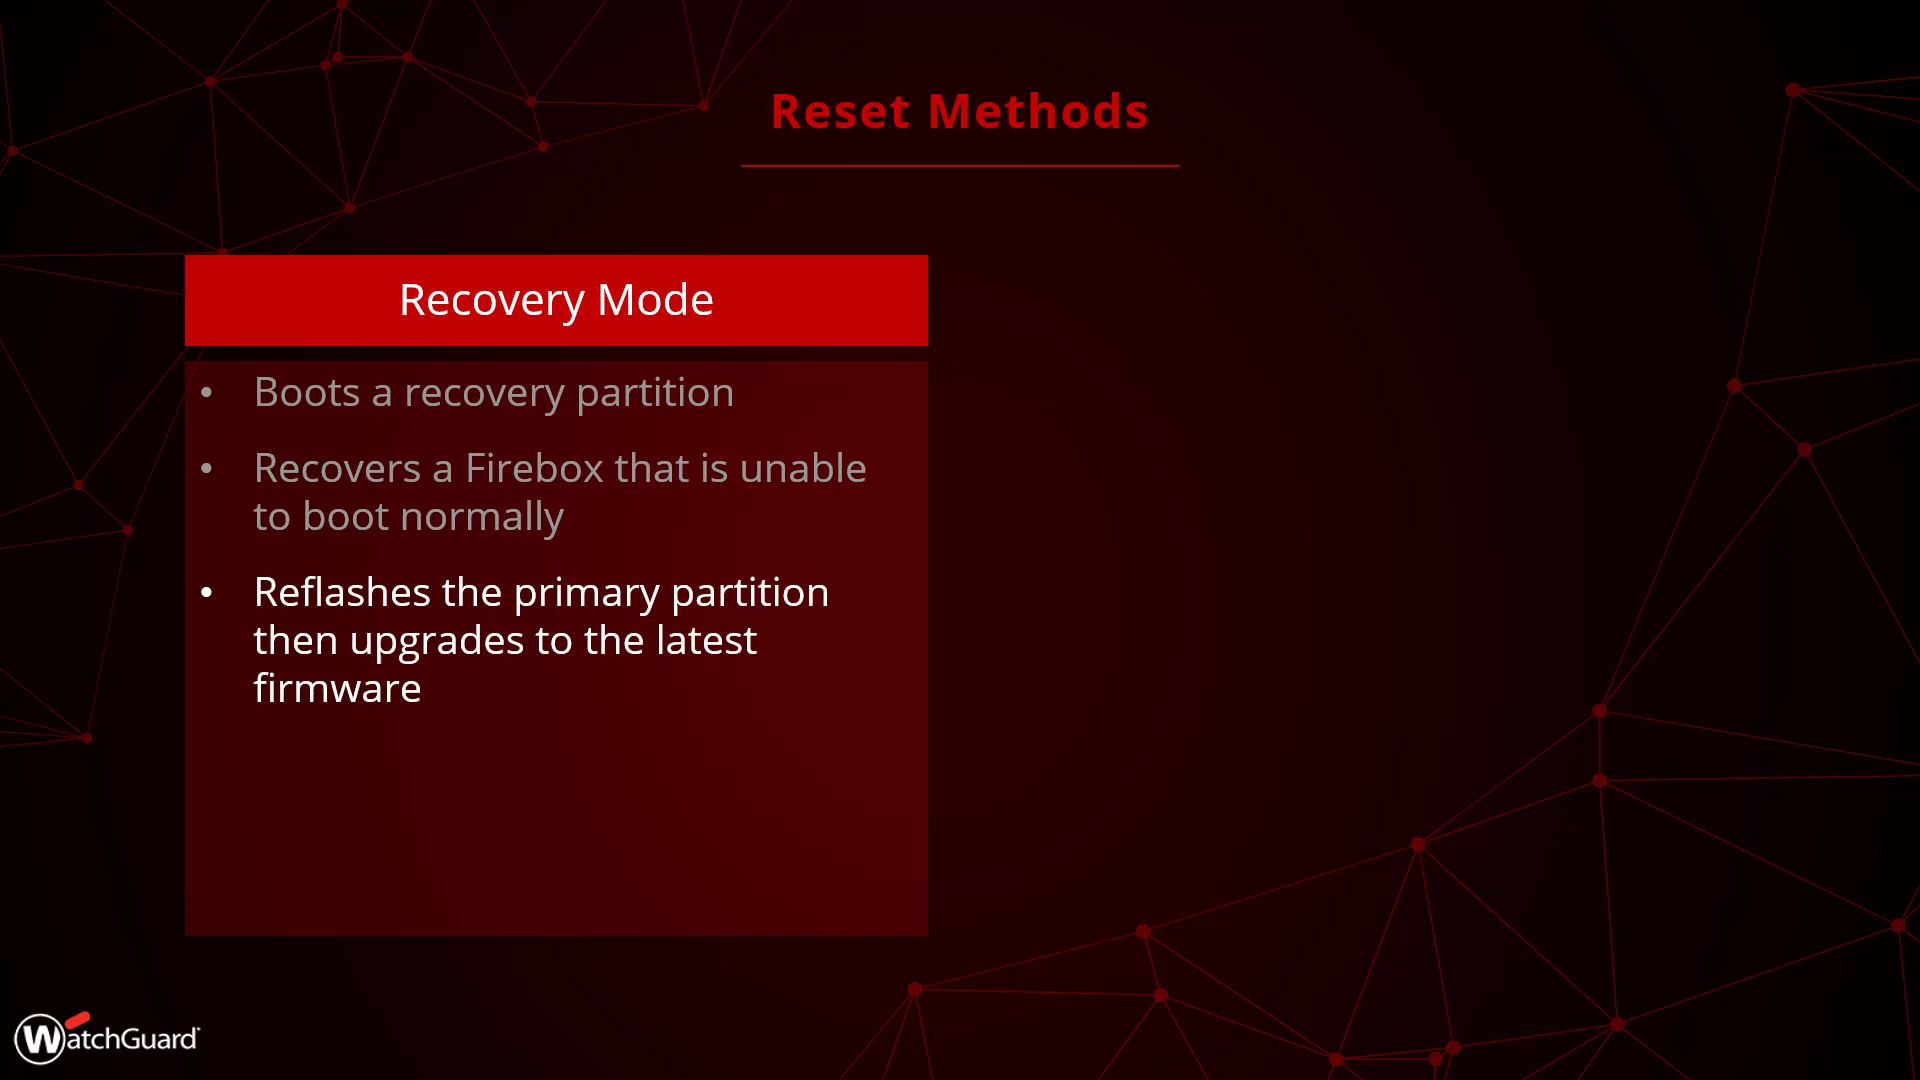 Reset Methods
Recovery Mode
• Boots a recovery partition
• Recovers a Firebox that is unable
to boot normally
• Reflashes the primary partition
then upgrades to the latest
firmware
WatchGuard